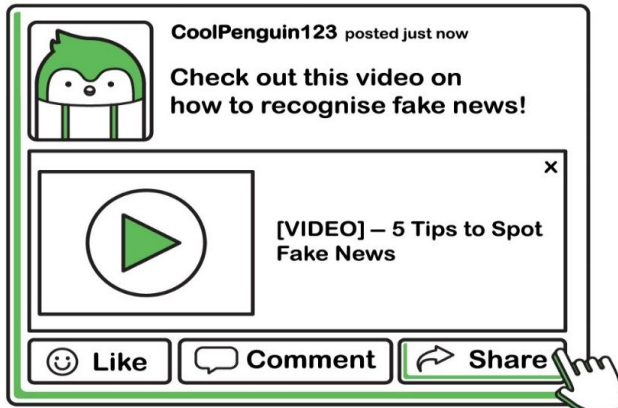 CoolPenguin123 posted just now
Check out this video on
how to recognise fake news!
[VIDEO] – 5 Tips to Spot
Fake News
Like
Comment
Share